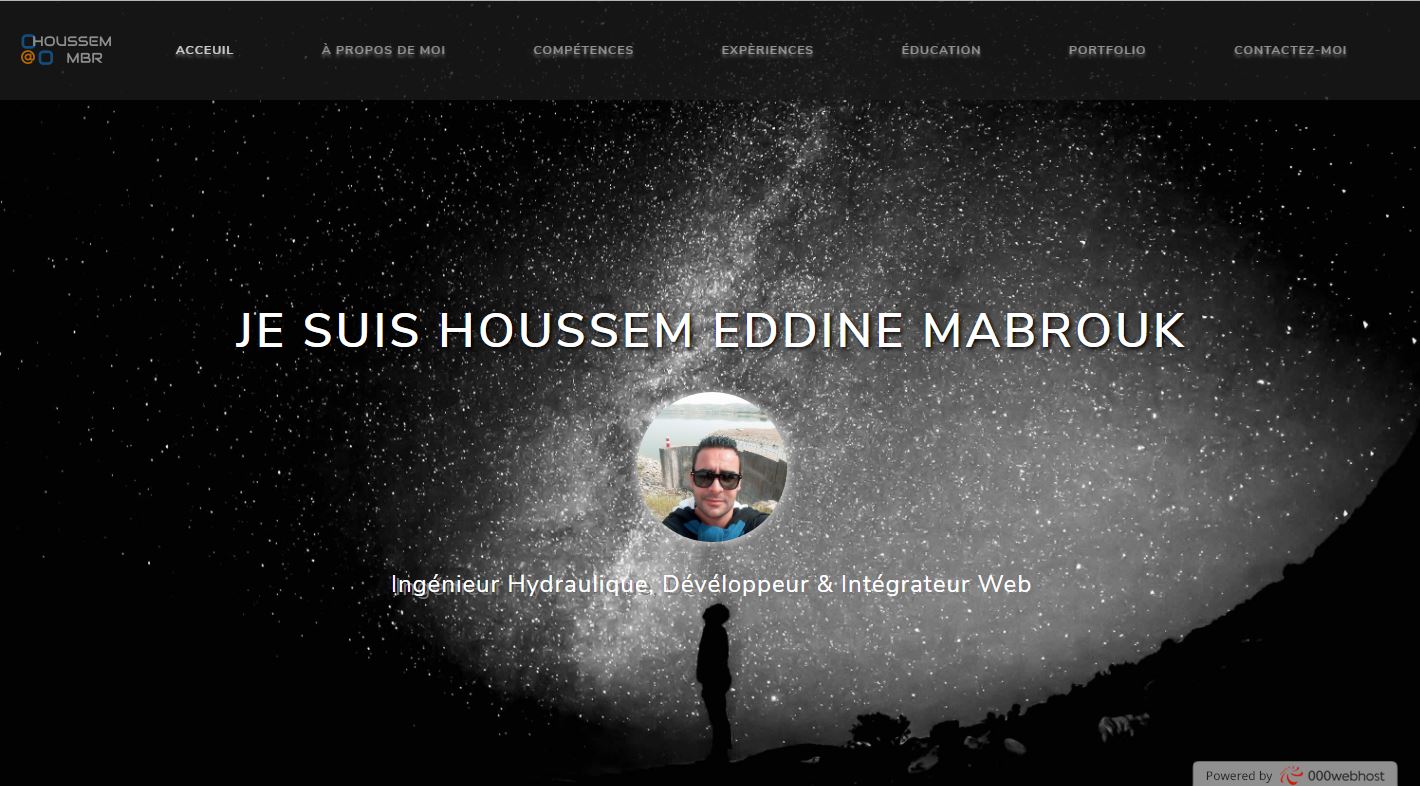 HOUSSEM
@ MBR
ACCEUIL
À PROPOS DE MOI
COMPÉTENCES
EXPÈRIENCES
ÉDUCATION
PORTFOLIO
CONTACTEZ-MOI
JE SUIS HOUSSEM EDDINE MABROUK
Ingénieur Hydraulique, Dévéloppeur & Intégrateur Web
Powered by 000webhost